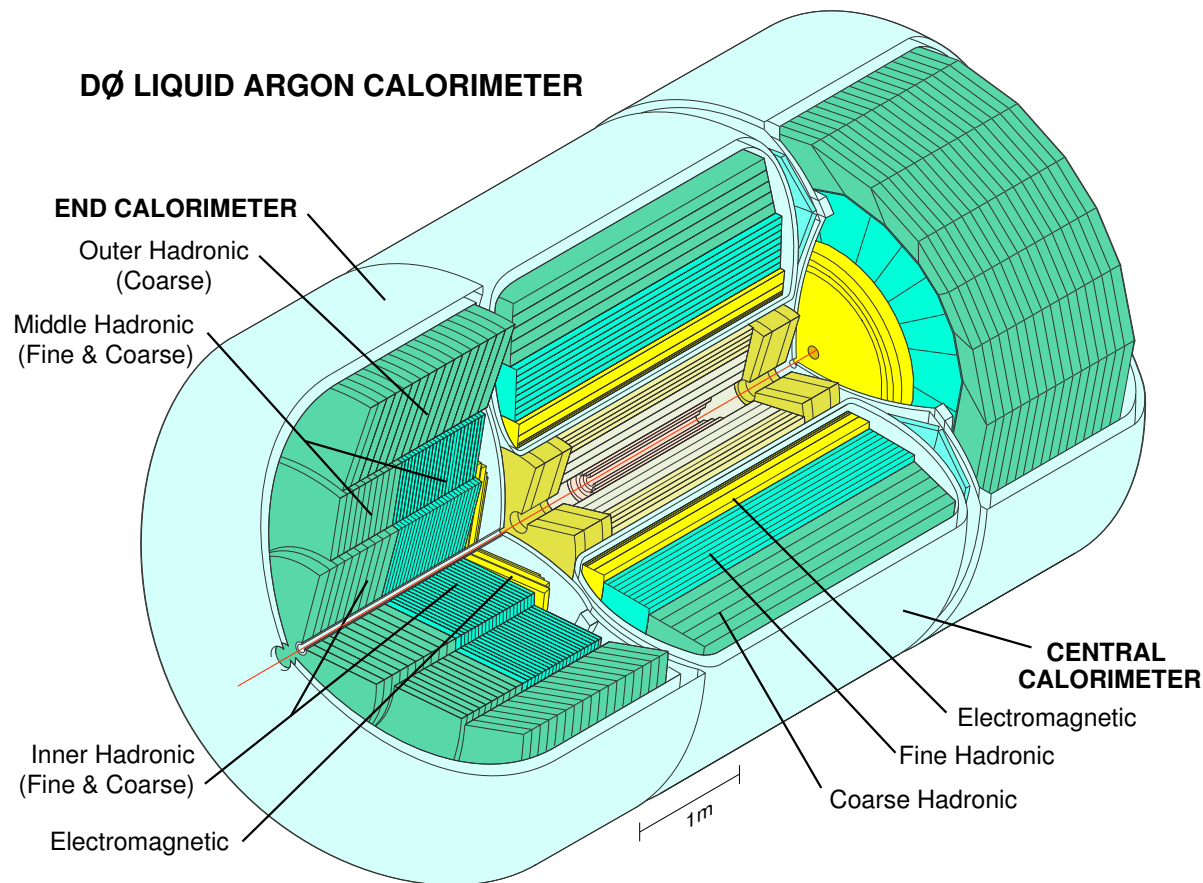 DØ LIQUID ARGON CALORIMETER
END CALORIMETER
Outer Hadronic
(Coarse)
Middle Hadronic
(Fine & Coarse)
Inner Hadronic
(Fine & Coarse)
Electromagnetic
1m
CENTRAL
CALORIMETER
Electromagnetic
Fine Hadronic
Coarse Hadronic